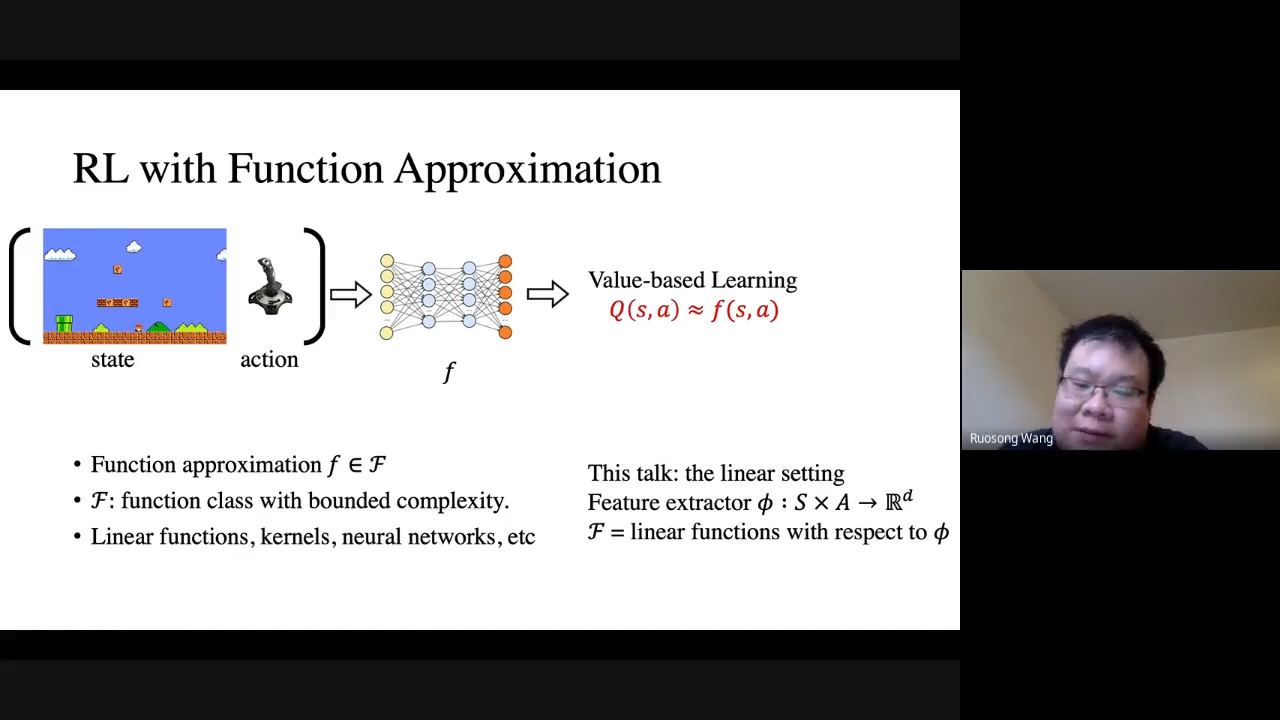 RL with Function Approximation
state
action
f
Value-based Learning
Q(s, a) ≈ f(s, a)
• Function approximation f ∈ ℱ
• ℱ: function class with bounded complexity.
• Linear functions, kernels, neural networks, etc
This talk: the linear setting
Feature extractor ϕ : S × A → ℝᵈ
ℱ = linear functions with respect to ϕ
Ruosong Wang